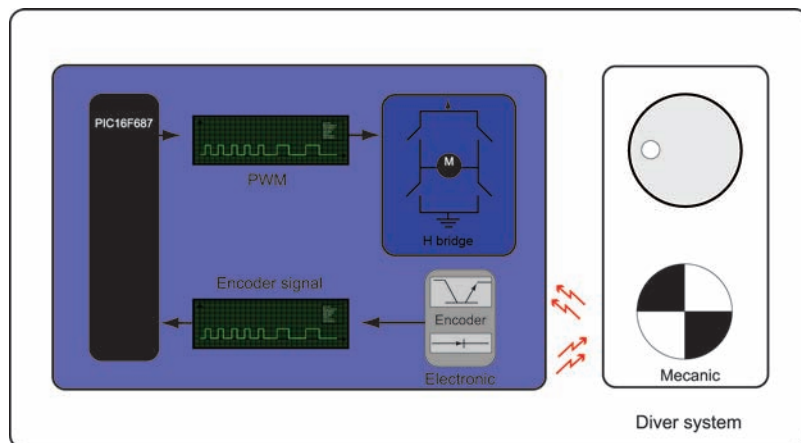 PIC16F687
PWM
M
H bridge
Encoder signal
Encoder
Electronic
Mecanic
Diver system